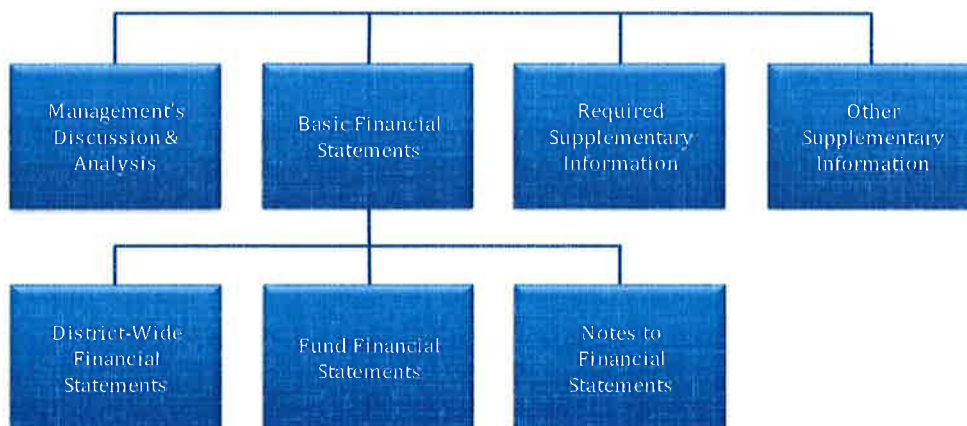 Management's
Discussion &
Analysis
Basic Financial
Statements
Required
Supplementary
Information
Other
Supplementary
Information
District-Wide
Financial
Statements
Fund Financial
Statements
Notes to
Financial
Statements